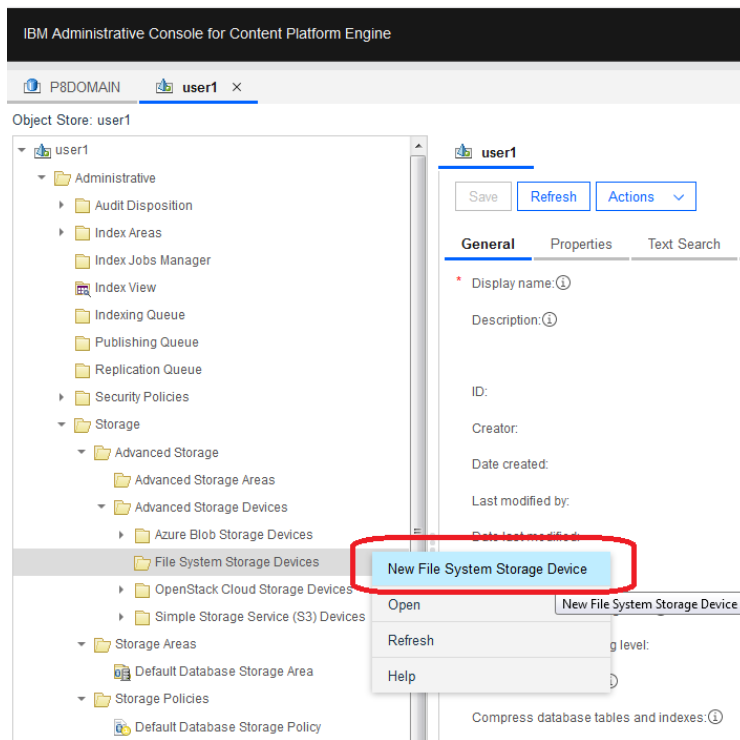 IBM Administrative Console for Content Platform Engine
P8DOMAIN
user1 ×
Object Store: user1
user1
Administrative
Audit Disposition
Index Areas
Index Jobs Manager
Index View
Indexing Queue
Publishing Queue
Replication Queue
Security Policies
Storage
Advanced Storage
Advanced Storage Areas
Advanced Storage Devices
Azure Blob Storage Devices
File System Storage Devices
OpenStack Cloud Storage Devices
Simple Storage Service (S3) Devices
Storage Areas
Default Database Storage Area
Storage Policies
Default Database Storage Policy
user1
Save Refresh Actions
General Properties Text Search
* Display name:
Description:
ID:
Creator:
Date created:
Last modified by:
Date last modified:
New File System Storage Device
Open
New File System Storage Device
Refresh
g level:
Help
Compress database tables and indexes: